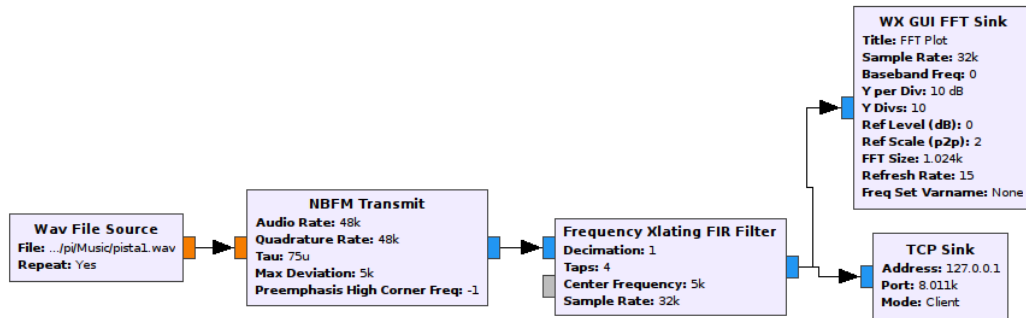 Wav File Source
File: .../pi/Music/pista1.wav
Repeat: Yes
NBFM Transmit
Audio Rate: 48k
Quadrature Rate: 48k
Tau: 75u
Max Deviation: 5k
Preemphasis High Corner Freq: -1
Frequency Xlating FIR Filter
Decimation: 1
Taps: 4
Center Frequency: 5k
Sample Rate: 32k
WX GUI FFT Sink
Title: FFT Plot
Sample Rate: 32k
Baseband Freq: 0
Y per Div: 10 dB
Y Divs: 10
Ref Level (dB): 0
Ref Scale (p2p): 2
FFT Size: 1.024k
Refresh Rate: 15
Freq Set Varname: None
TCP Sink
Address: 127.0.0.1
Port: 8.011k
Mode: Client